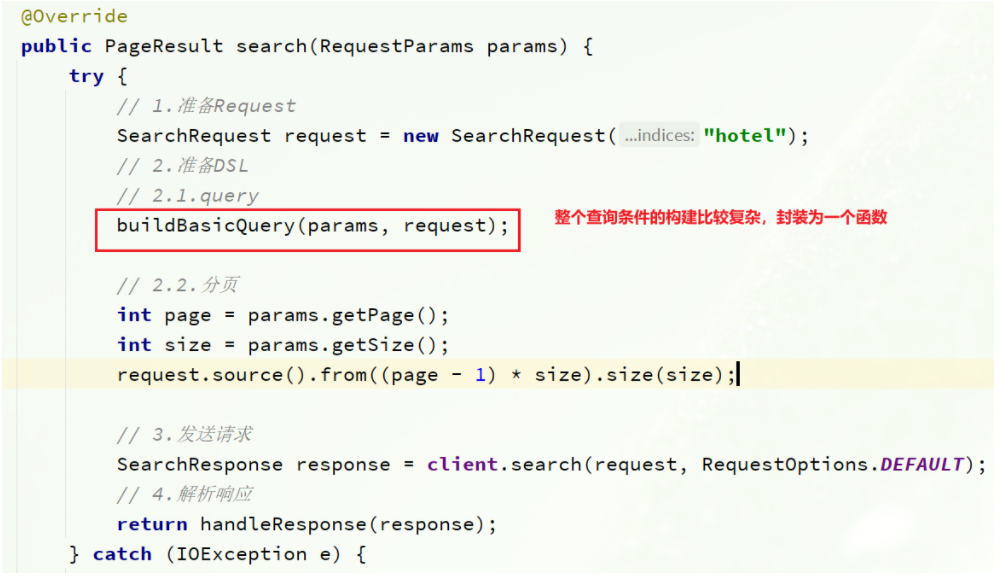 @Override
public PageResult search(RequestParams params) {
try {
// 1.准备Request
SearchRequest request = new SearchRequest( ...indices: "hotel");
// 2.准备DSL
// 2.1.query
buildBasicQuery(params, request);
整个查询条件的构建比较复杂，封装为一个函数
// 2.2.分页
int page = params.getPage();
int size = params.getSize();
request.source().from((page - 1) * size).size(size);
// 3.发送请求
SearchResponse response = client.search(request, RequestOptions.DEFAULT);
// 4.解析响应
return handleResponse(response);
} catch (IOException e) {